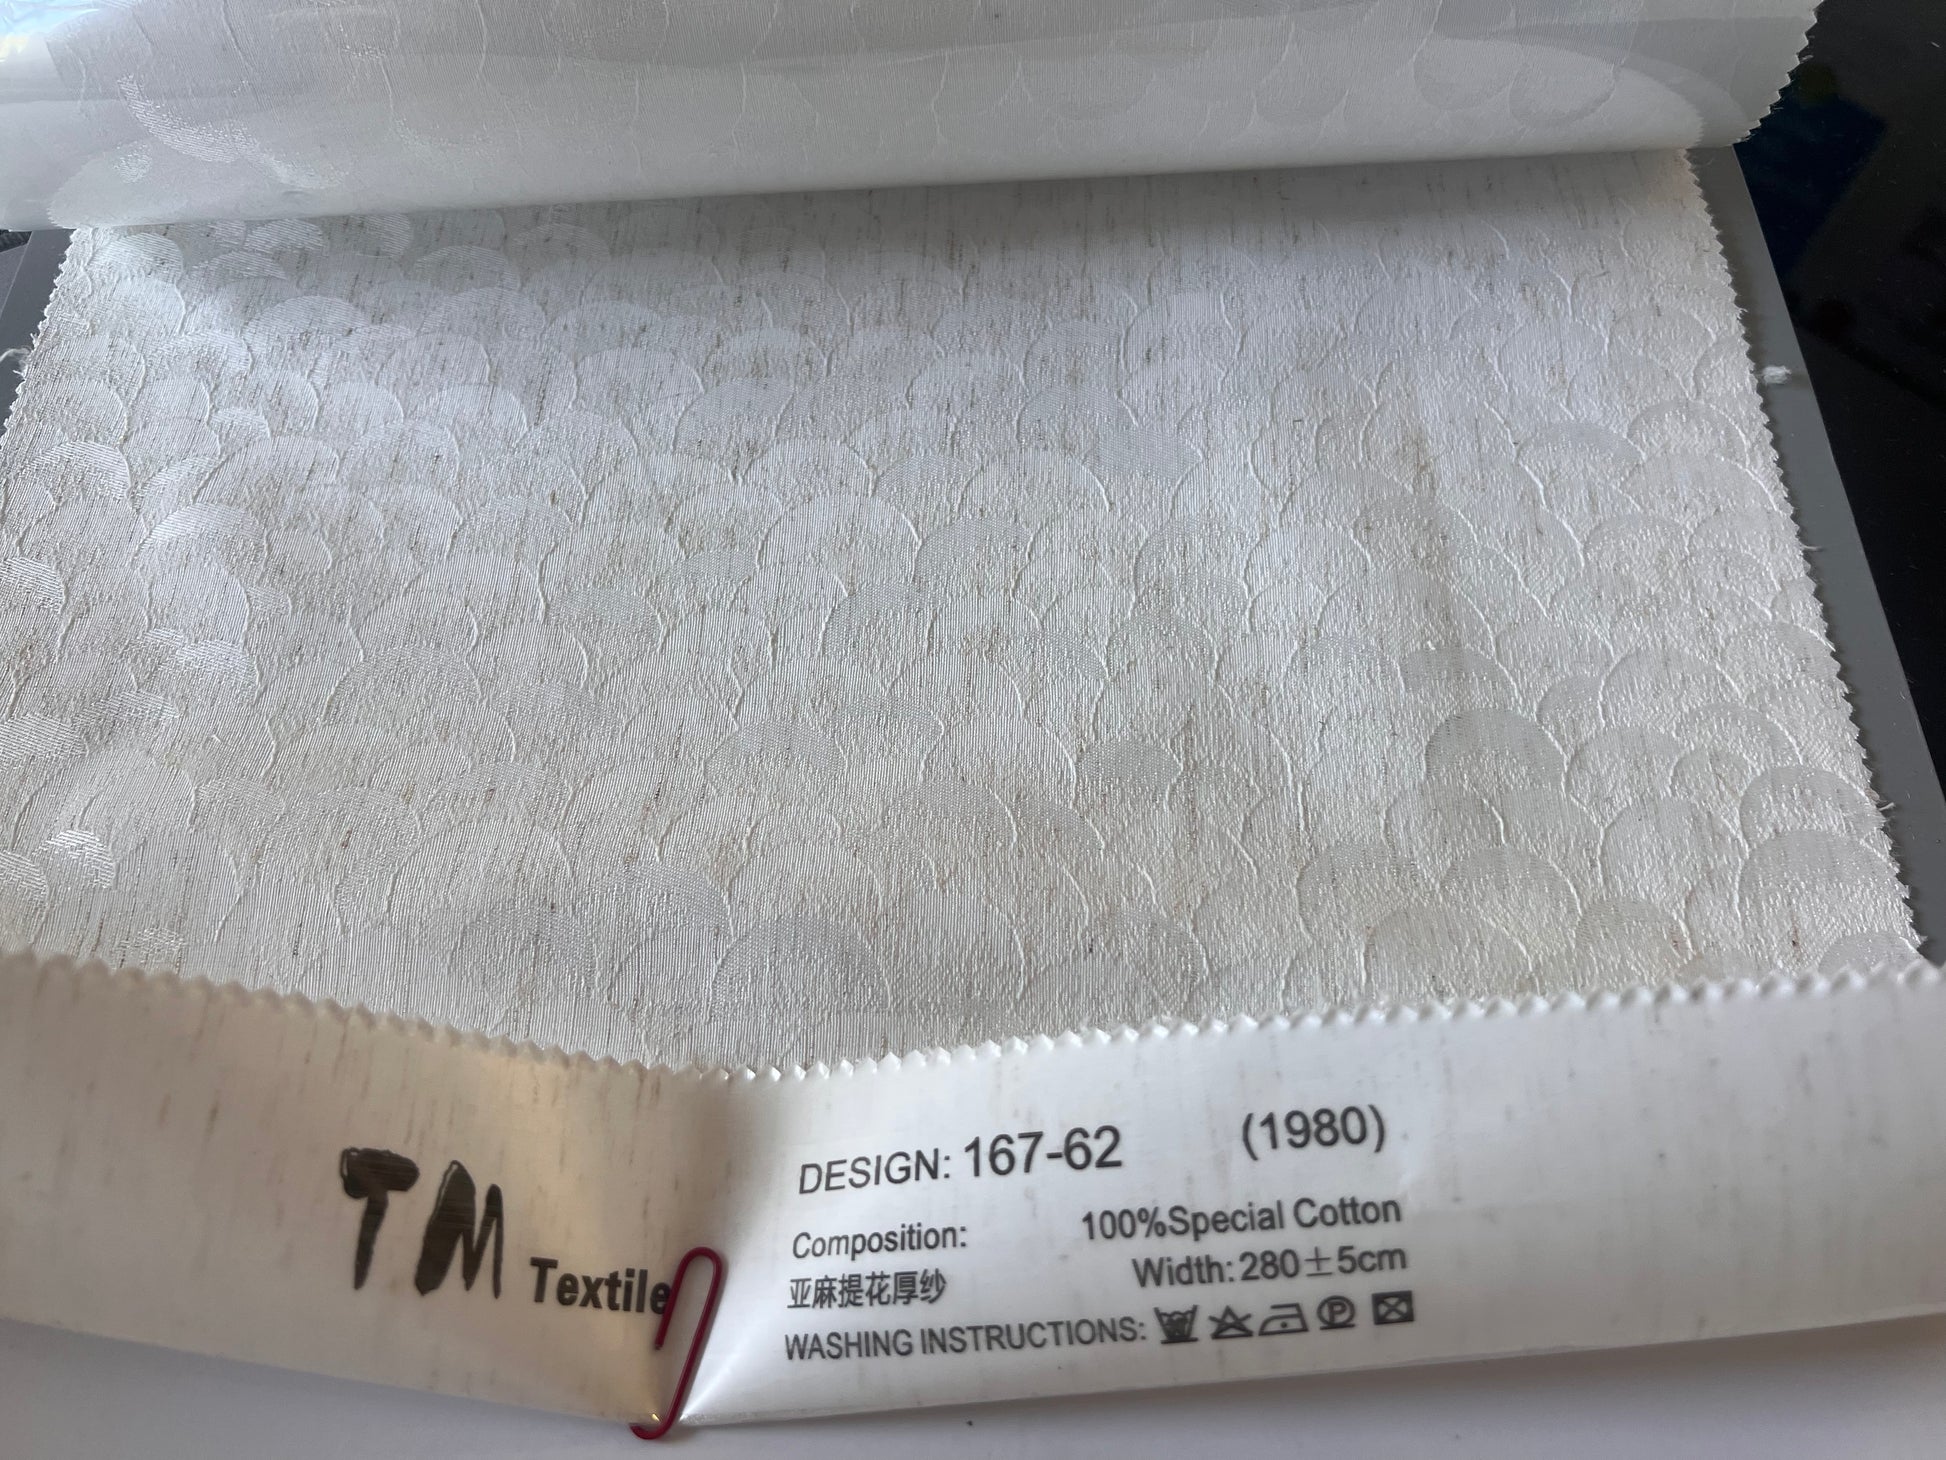 TM Textile
DESIGN: 167-62 (1980)
Composition: 100%Special Cotton
亚麻提花厚纱 Width:280±5cm
WASHING INSTRUCTIONS: